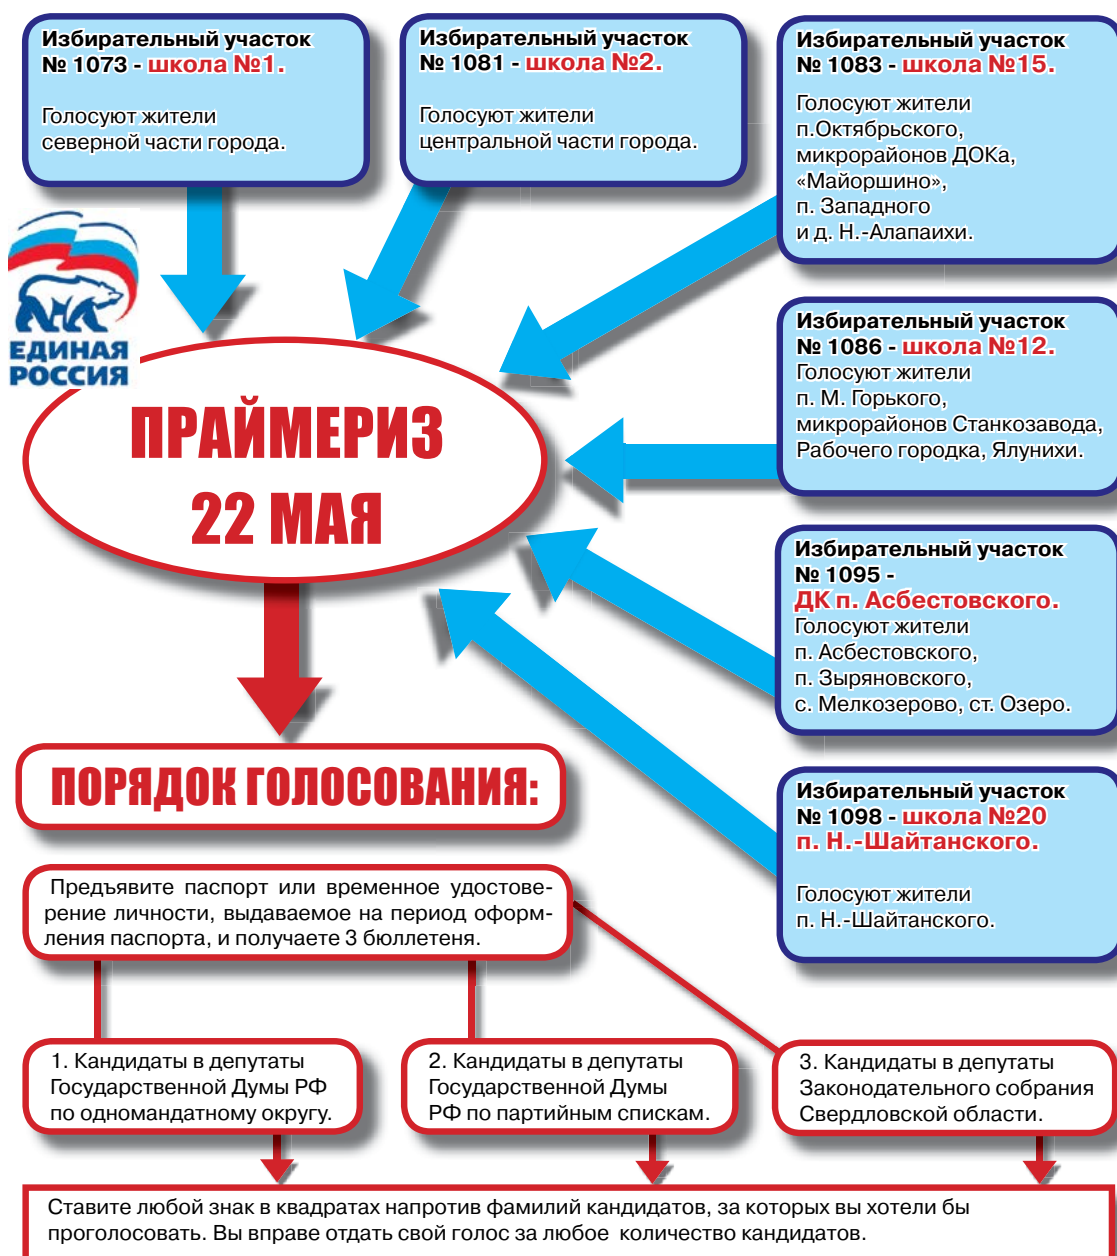 Избирательный участок
№ 1073 - школа №1.
Голосуют жители
северной части города.
Избирательный участок
№ 1081 - школа №2.
Голосуют жители
центральной части города.
Избирательный участок
№ 1083 - школа №15.
Голосуют жители
п.Октябрьского,
микрорайонов ДОКа,
«Майоршино»,
п. Западного
и д. Н.-Алапаихи.
ЕДИНАЯ
РОССИЯ
ПРАЙМЕРИЗ
22 МАЯ
Избирательный участок
№ 1086 - школа №12.
Голосуют жители
п. М. Горького,
микрорайонов Станкозавода,
Рабочего городка, Ялунихи.
Избирательный участок
№ 1095 -
ДК п. Асбестовского.
Голосуют жители
п. Асбестовского,
п. Зыряновского,
с. Мелкозерово, ст. Озеро.
Избирательный участок
№ 1098 - школа №20
п. Н.-Шайтанского.
Голосуют жители
п. Н.-Шайтанского.
ПОРЯДОК ГОЛОСОВАНИЯ:
Предъявите паспорт или временное удостове-
рение личности, выдаваемое на период оформ-
ления паспорта, и получаете 3 бюллетеня.
1. Кандидаты в депутаты
Государственной Думы РФ
по одномандатному округу.
2. Кандидаты в депутаты
Государственной Думы
РФ по партийным спискам.
3. Кандидаты в депутаты
Законодательного собрания
Свердловской области.
Ставите любой знак в квадратах напротив фамилий кандидатов, за которых вы хотели бы
проголосовать. Вы вправе отдать свой голос за любое количество кандидатов.